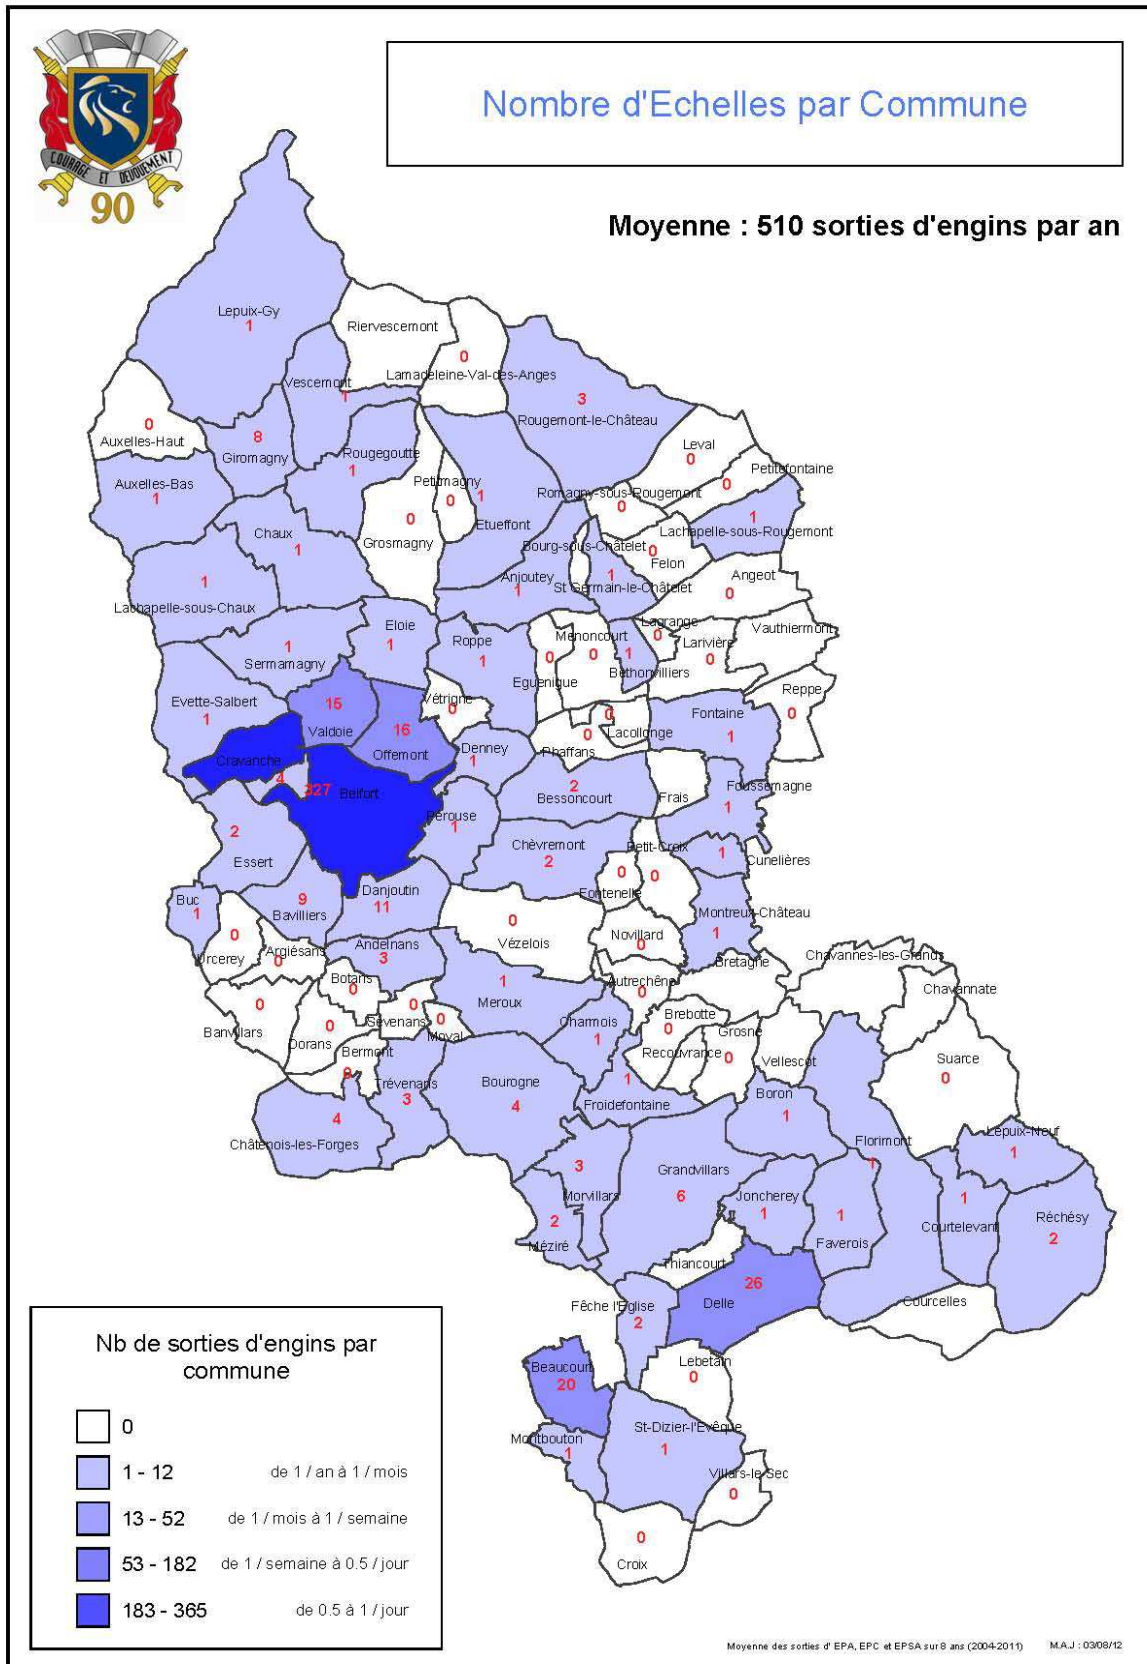 COURAGE ET DEVOUEMENT
90
Nombre d'Echelles par Commune
Moyenne : 510 sorties d'engins par an
Lepuix-Gy
1
Riervescemont
0
Lamadeleine-Val-des-Anges
Vescemont
1
3
Rougemont-le-Château
0
Auxelles-Haut
8
Giromagny
Rougegoutte
1
Leval
0
Petitefontaine
0
Auxelles-Bas
1
Petitmagny
0
1
Etueffont
Romagny-sous-Rougemont
0
1
Lachapelle-sous-Rougemont
0
Grosmagny
Chaux
1
Bourg-sous-Châtelet
0
Felon
1
Lachapelle-sous-Chaux
Anjoutey
1
1
St Germain-le-Châtelet
Angeot
0
Eloie
1
Roppe
1
Menoncourt
0
Lagrange
0
Larivière
0
Vauthiermont
1
Sermamagny
0
Eguenigue
1
Bethonvilliers
Evette-Salbert
1
15
Valdoie
16
Offemont
Vétrigne
0
0
Lacollonge
0
Phaffans
Fontaine
1
Reppe
0
Cravanche
4
327
Belfort
Denney
1
2
Bessoncourt
Frais
Foussemagne
1
2
Essert
Pérouse
1
Chèvremont
2
Petit-Croix
0
1
Cunelières
Buc
1
9
Bavilliers
Danjoutin
11
0
Fontenelle
Montreux-Château
1
0
Urcerey
Argiésans
0
Andelnans
3
0
Vézelois
Novillard
0
Bretagne
Chavannes-les-Grands
Chavannate
0
Banvillars
Botans
0
0
Sévenans
1
Meroux
Autrechêne
0
0
Dorans
0
Moval
Charmois
1
Brebotte
0
Grosne
0
Vellescot
Suarce
0
Bermont
Trévenans
3
Bourogne
4
Recouvrance
1
Froidefontaine
4
Châtenois-les-Forges
Boron
1
Florimont
1
Lepuix-Neuf
1
3
Morvillars
Grandvillars
6
Joncherey
1
1
Faverois
1
Courtelevant
Réchésy
2
2
Méziré
Thiancourt
26
Delle
Courcelles
Fêche l'Eglise
2
Beaucourt
20
Lebetain
0
Montbouton
1
St-Dizier-l'Evêque
1
Villars-le-Sec
0
0
Croix
Nb de sorties d'engins par
commune
0
1 - 12 de 1 / an à 1 / mois
13 - 52 de 1 / mois à 1 / semaine
53 - 182 de 1 / semaine à 0.5 / jour
183 - 365 de 0.5 à 1 / jour
Moyenne des sorties d' EPA, EPC et EPSA sur 8 ans (2004-2011) M.A.J : 03/08/12